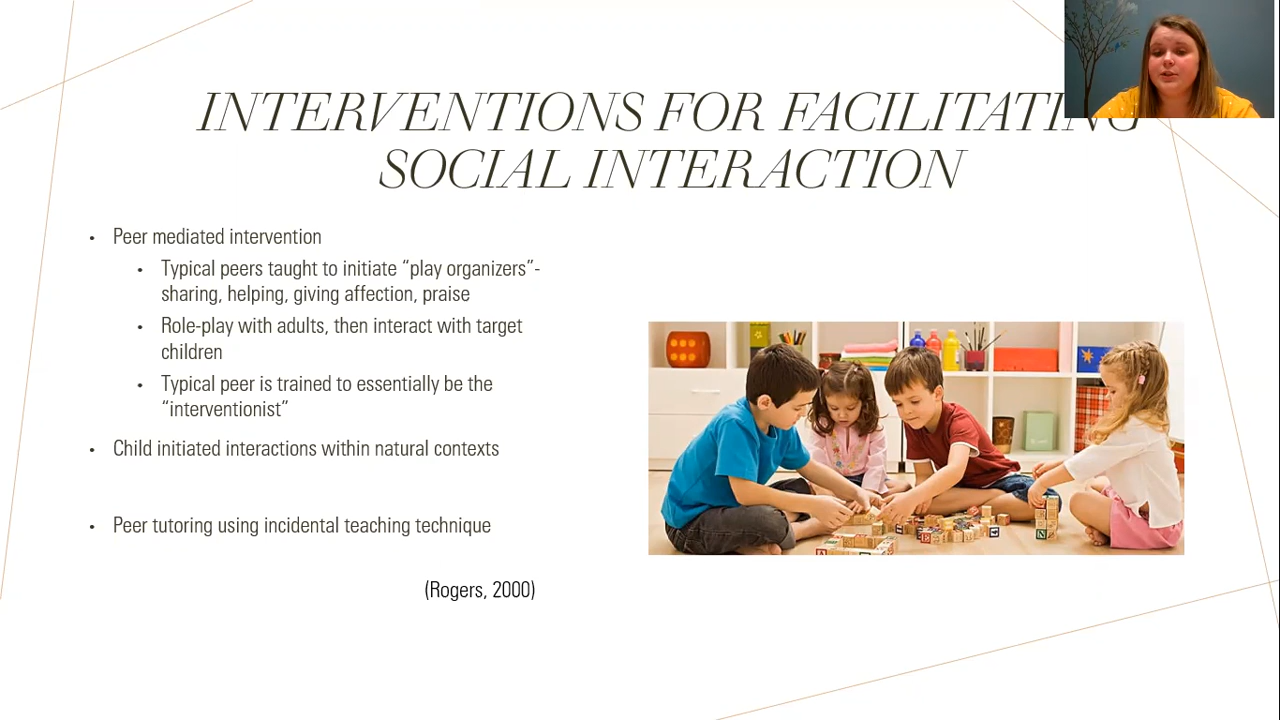 INTERVENTIONS FOR FACILITATING
SOCIAL INTERACTION
• Peer mediated intervention
• Typical peers taught to initiate “play organizers”-
sharing, helping, giving affection, praise
• Role-play with adults, then interact with target
children
• Typical peer is trained to essentially be the
“interventionist”
• Child initiated interactions within natural contexts
• Peer tutoring using incidental teaching technique
(Rogers, 2000)